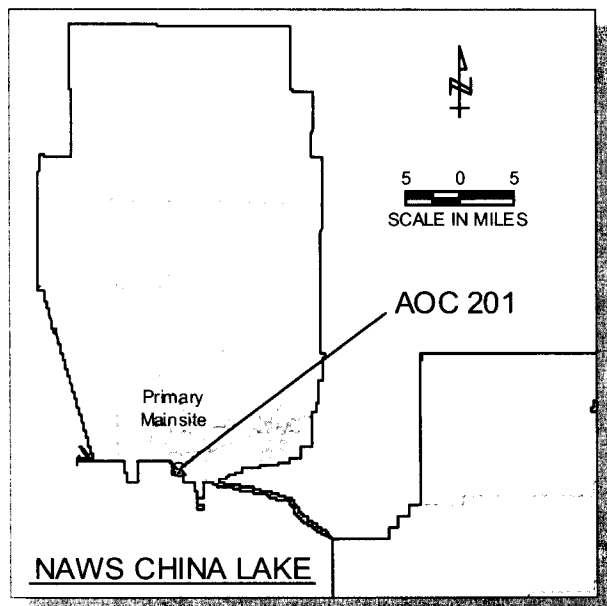 N
5 0 5
SCALE IN MILES
AOC 201
Primary
Mainsite
NAWS CHINA LAKE